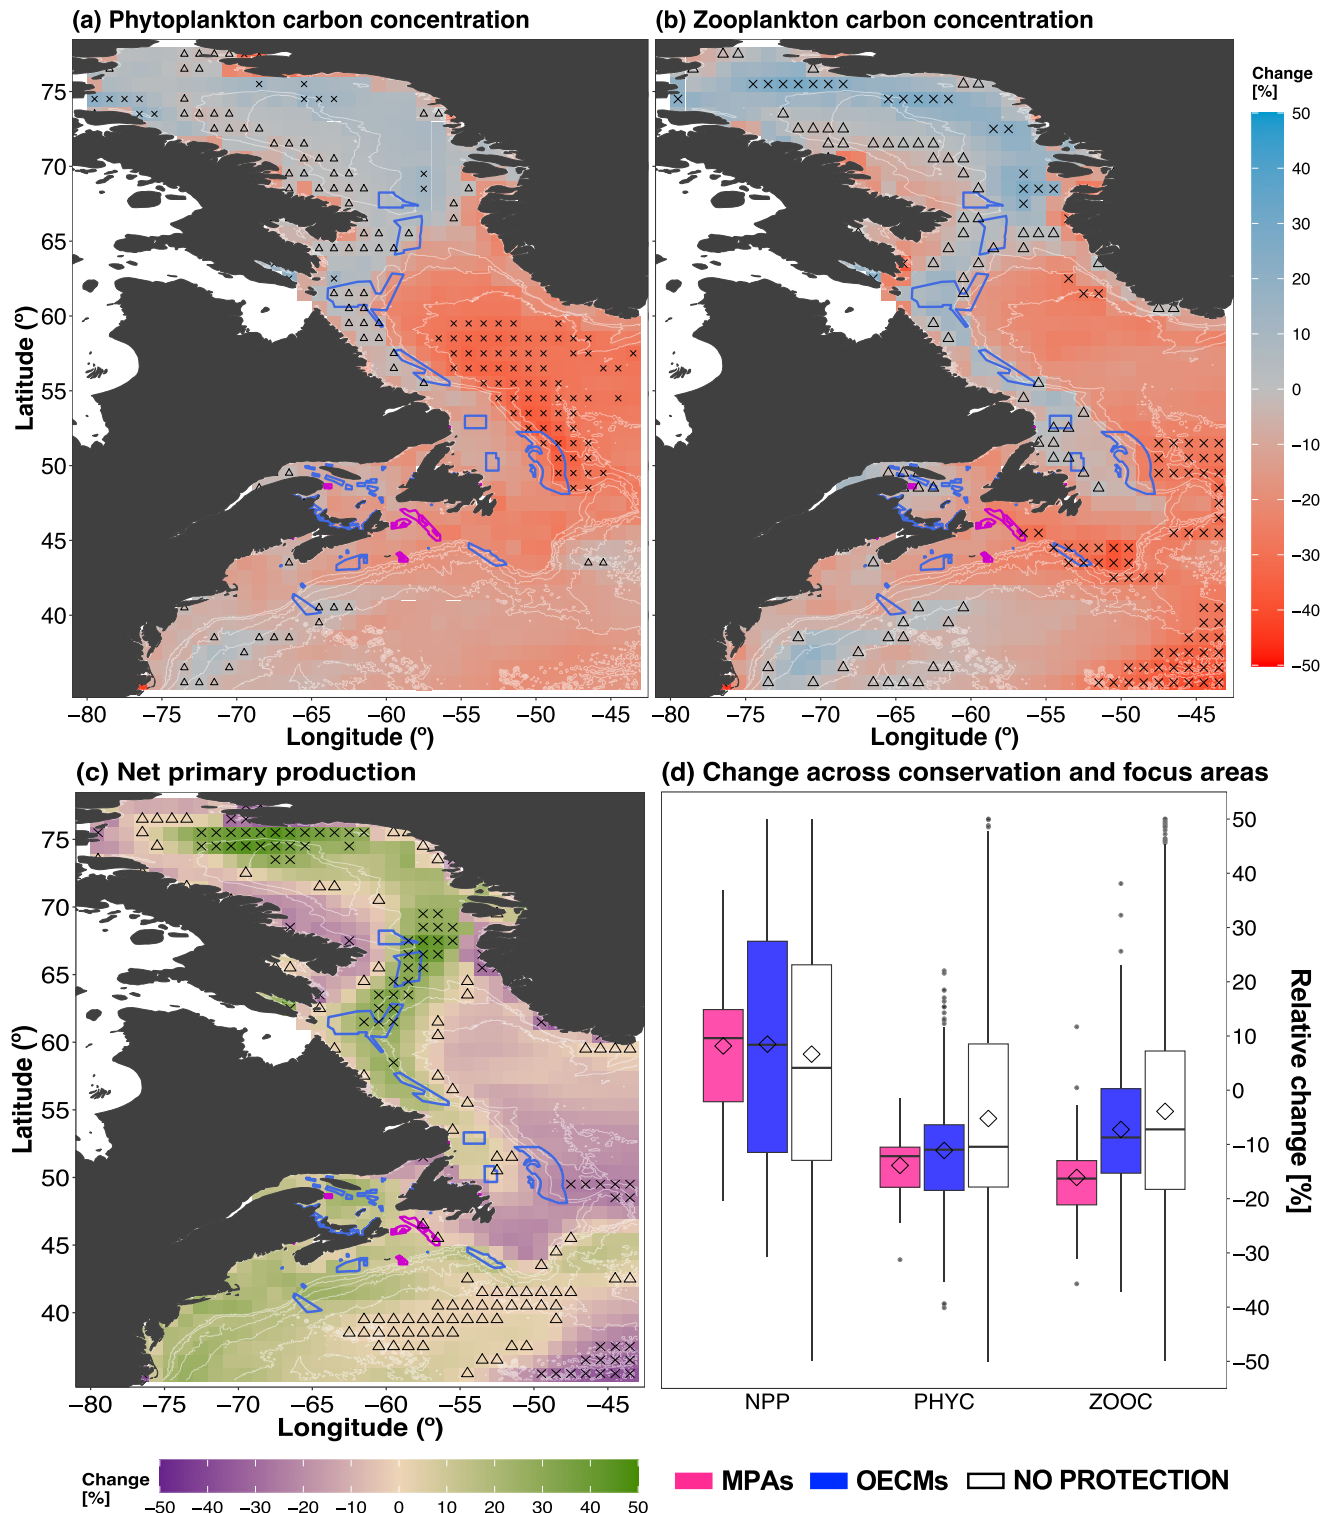 (a) Phytoplankton carbon concentration
(b) Zooplankton carbon concentration
Change
[%]
50
40
30
20
10
0
−10
−20
−30
−40
−50
75
70
65
60
55
50
45
40
Latitude (º)
−80 −75 −70 −65 −60 −55 −50 −45
Longitude (º)
−80 −75 −70 −65 −60 −55 −50 −45
Longitude (º)
(c) Net primary production
(d) Change across conservation and focus areas
75
70
65
60
55
50
45
40
Latitude (º)
−80 −75 −70 −65 −60 −55 −50 −45
Longitude (º)
50
40
30
20
10
0
−10
−20
−30
−40
−50
Relative change [%]
NPP PHYC ZOOC
Change
[%]
−50 −40 −30 −20 −10 0 10 20 30 40 50
MPAs OECMs NO PROTECTION